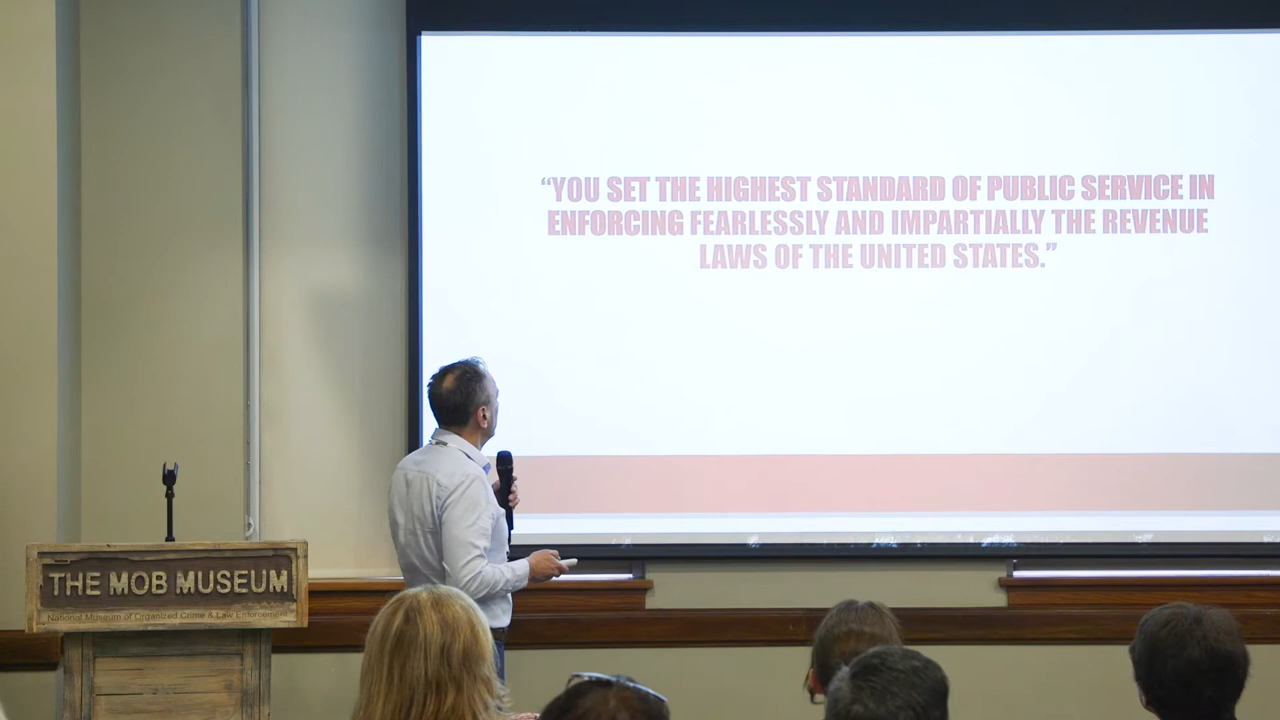 “YOU SET THE HIGHEST STANDARD OF PUBLIC SERVICE IN
ENFORCING FEARLESSLY AND IMPARTIALLY THE REVENUE
LAWS OF THE UNITED STATES.”
THE MOB MUSEUM
National Museum of Organized Crime & Law Enforcement